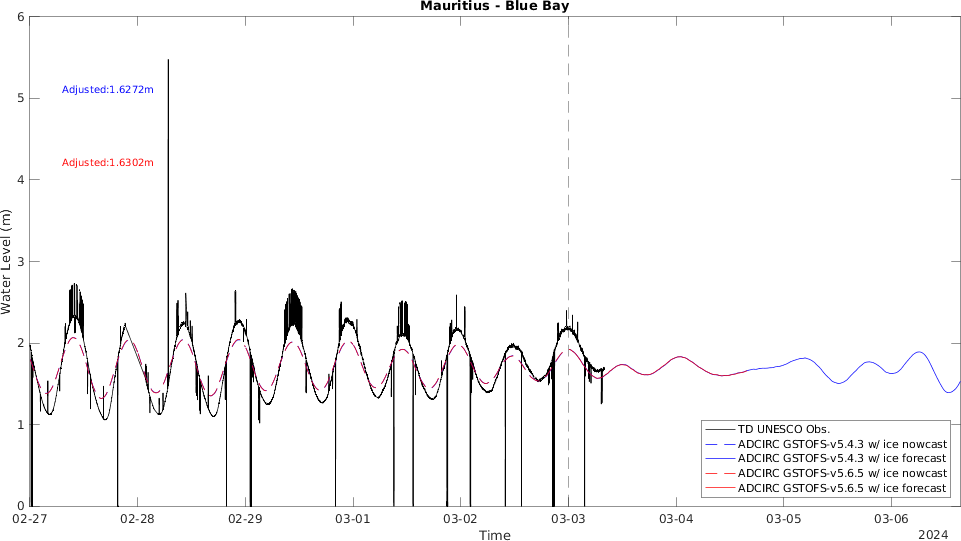 Mauritius - Blue Bay
6
5
4
3
2
1
0
Water Level (m)
Adjusted:1.6272m
Adjusted:1.6302m
TD UNESCO Obs.
ADCIRC GSTOFS-v5.4.3 w/ ice nowcast
ADCIRC GSTOFS-v5.4.3 w/ ice forecast
ADCIRC GSTOFS-v5.6.5 w/ ice nowcast
ADCIRC GSTOFS-v5.6.5 w/ ice forecast
02-27 02-28 02-29 03-01 03-02 03-03 03-04 03-05 03-06
Time
2024